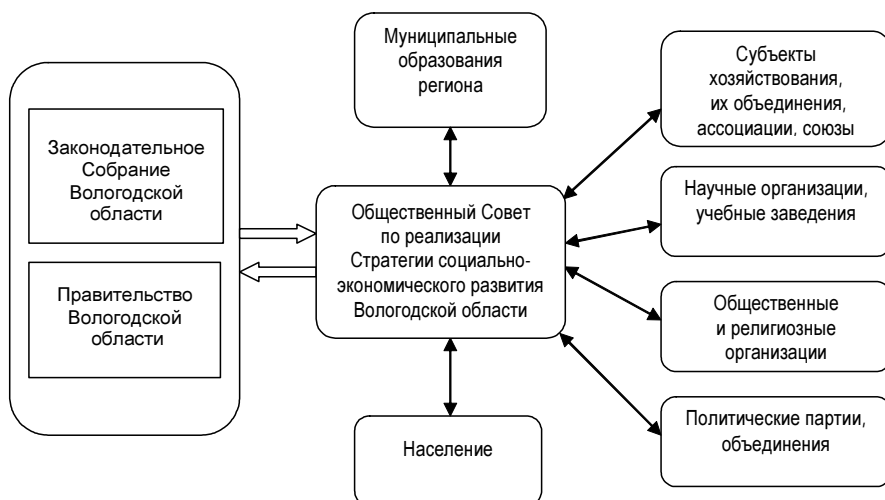 Законодательное
Собрание
Вологодской
области
Правительство
Вологодской
области
Муниципальные
образования
региона
Общественный Совет
по реализации
Стратегии социально-
экономического развития
Вологодской области
Население
Субъекты
хозяйствования,
их объединения,
ассоциации, союзы
Научные организации,
учебные заведения
Общественные
и религиозные
организации
Политические партии,
объединения